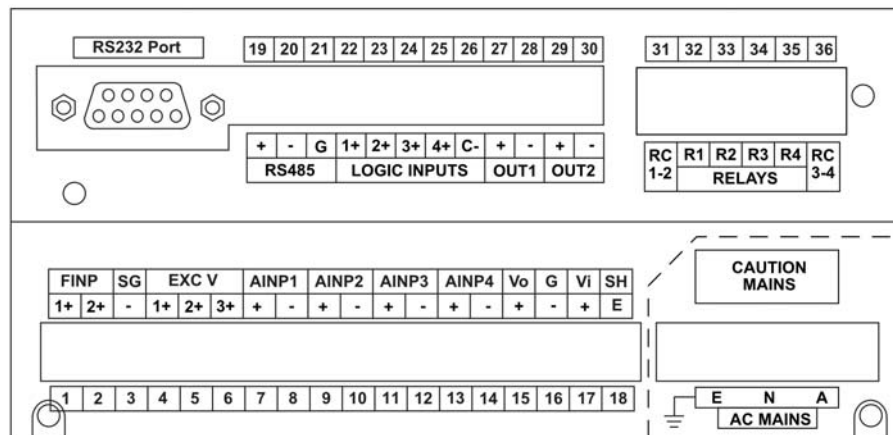 RS232 Port
19 20 21 22 23 24 25 26 27 28 29 30
31 32 33 34 35 36
+ - G 1+ 2+ 3+ 4+ C- + - + -
RS485 LOGIC INPUTS OUT1 OUT2
RC R1 R2 R3 R4 RC
1-2 RELAYS 3-4
FINP SG EXC V AINP1 AINP2 AINP3 AINP4 Vo G Vi SH
1+ 2+ - 1+ 2+ 3+ + - + - + - + - + - + E
CAUTION
MAINS
1 2 3 4 5 6 7 8 9 10 11 12 13 14 15 16 17 18
E N A
AC MAINS